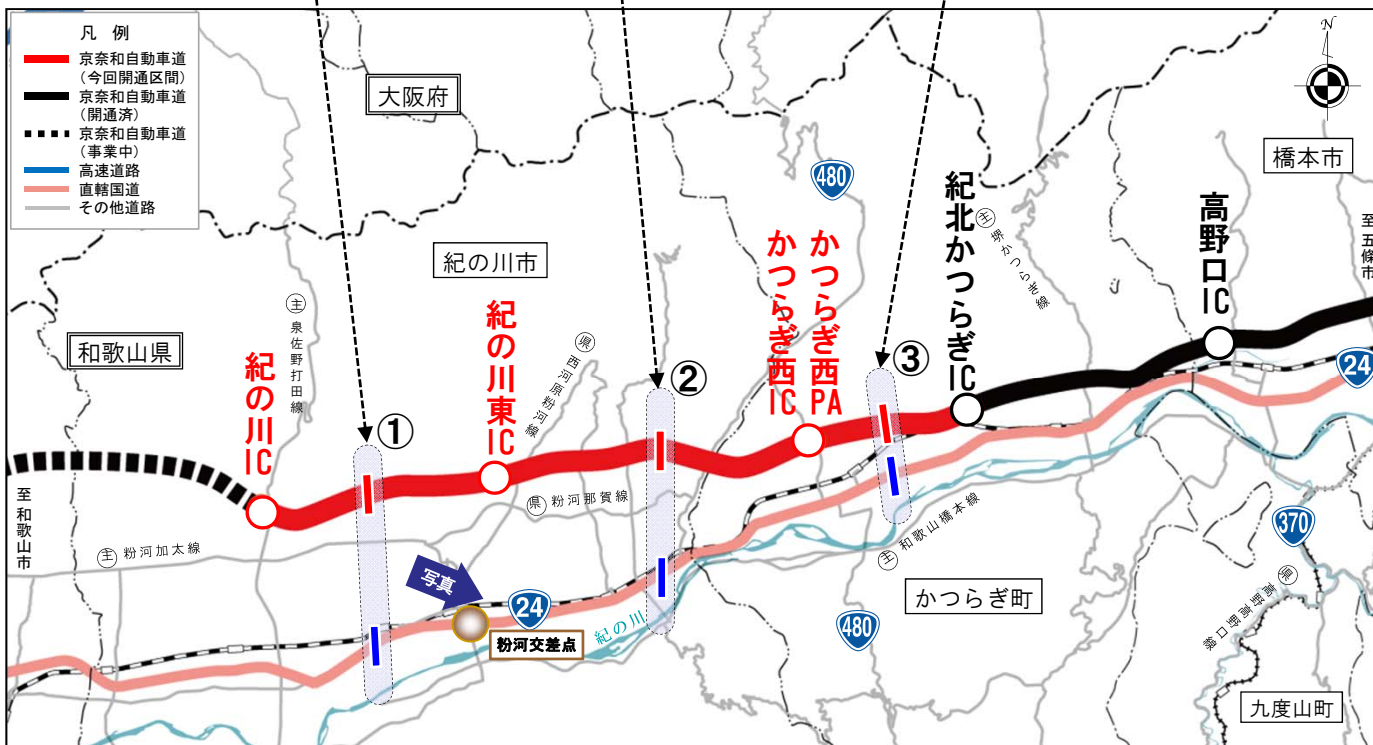 凡 例
京奈和自動車道
(今回開通区間)
京奈和自動車道
(開通済)
京奈和自動車道
(事業中)
高速道路
直轄国道
その他道路
大阪府
N
橋本市
480
紀北かつらぎIC
主 堺かつらぎ線
高野口IC
至 五條市
紀の川市
かつらぎ西IC
かつらぎ西PA
和歌山県
主 泉佐野打田線
紀の川IC
紀の川東IC
県 西河原粉河線
①
②
③
24
県 粉河那賀線
至 和歌山市
主 粉河加太線
主 和歌山橋本線
370
写真
24
粉河交差点
紀の川
480
かつらぎ町
県 高野高野口線
九度山町